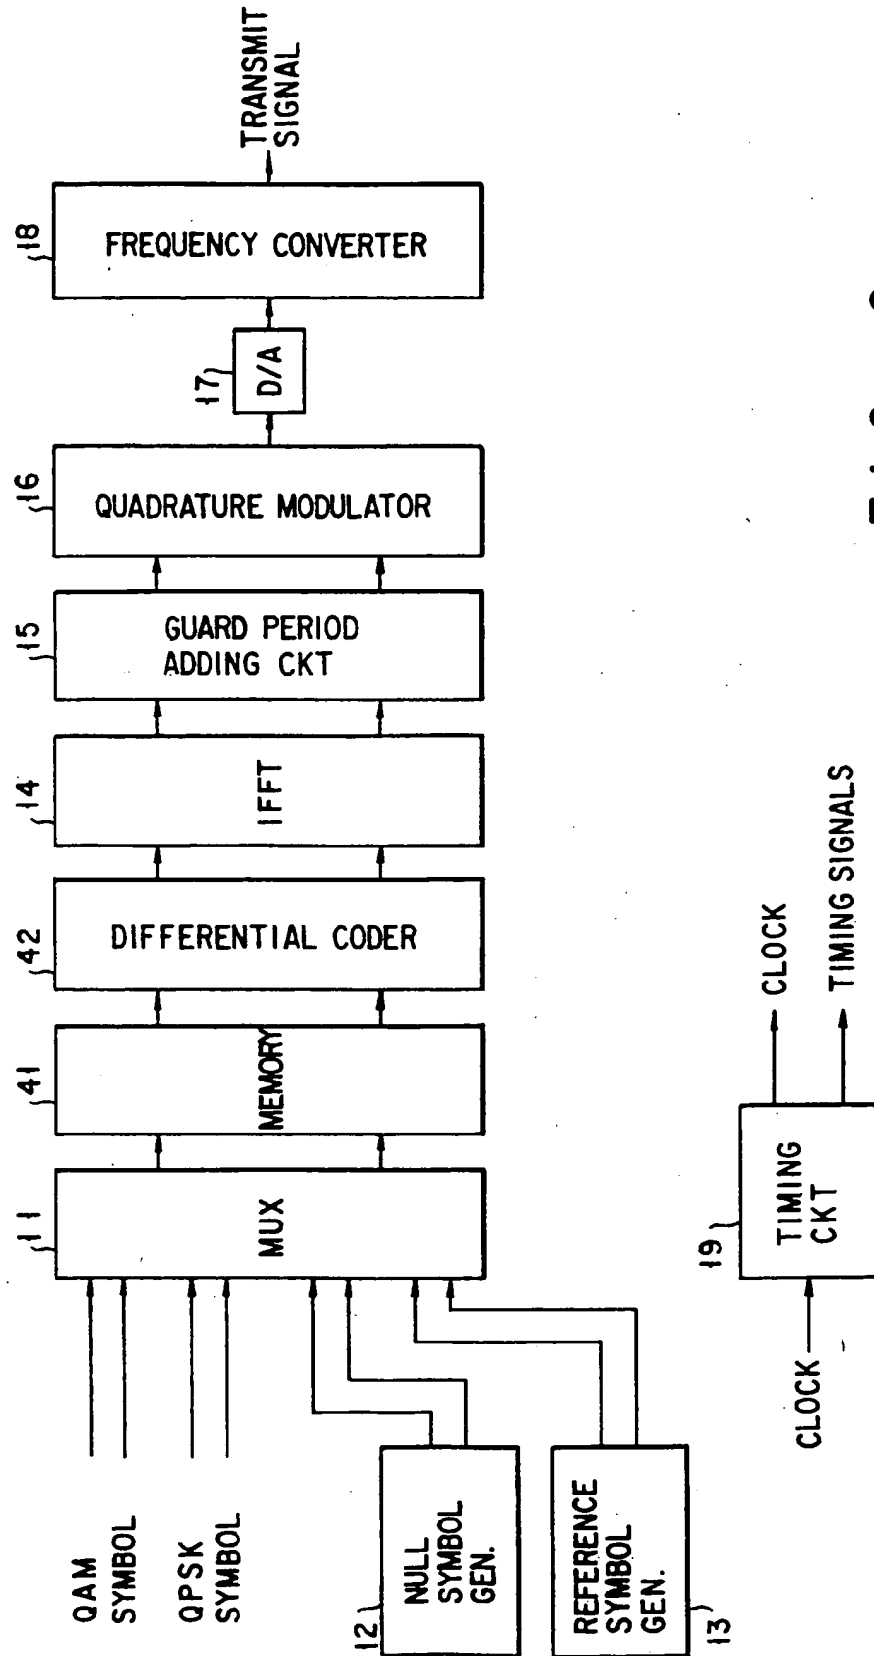 QAM
SYMBOL
QPSK
SYMBOL
12
NULL
SYMBOL
GEN.
13
REFERENCE
SYMBOL
GEN.
11
MUX
41
MEMORY
42
DIFFERENTIAL CODER
14
IFFT
15
GUARD PERIOD
ADDING CKT
16
QUADRATURE MODULATOR
17
D/A
18
FREQUENCY CONVERTER
TRANSMIT
SIGNAL
CLOCK
19
TIMING
CKT
CLOCK
TIMING SIGNALS